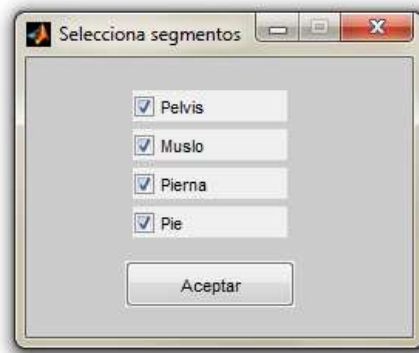 Selecciona segmentos
Pelvis
Muslo
Pierna
Pie
Aceptar